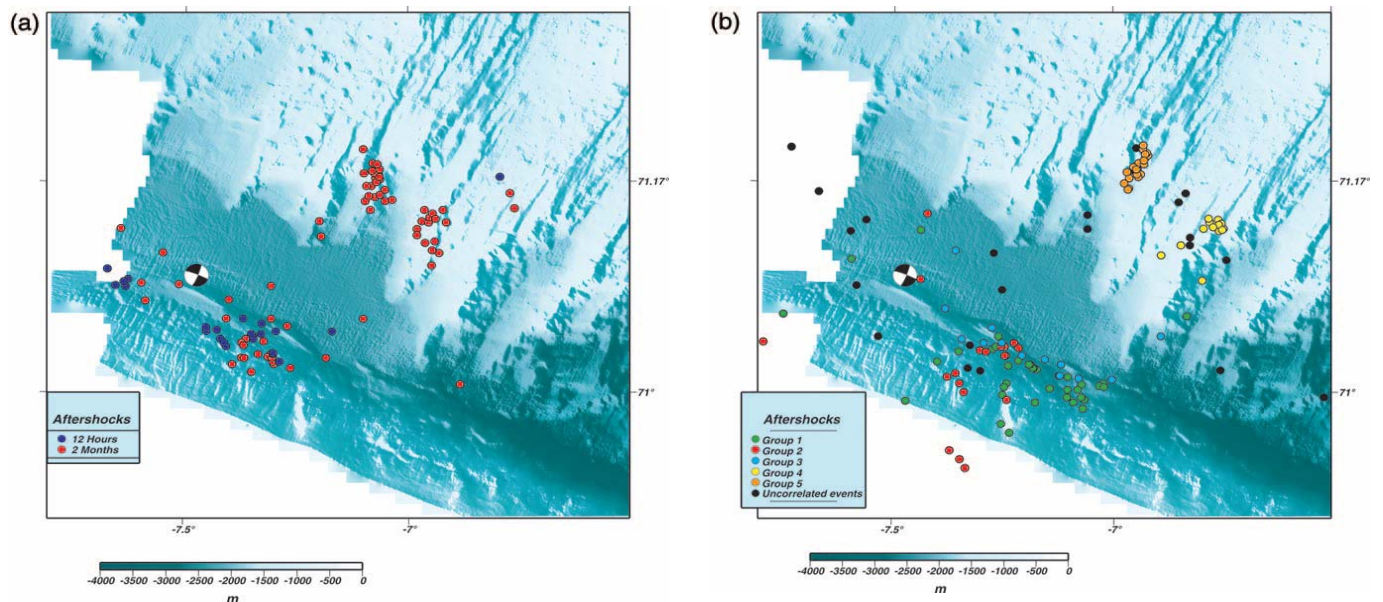 (a)
71.17°
71°
Aftershocks
12 Hours
2 Months
-7.5°
-7°
-4000 -3500 -3000 -2500 -2000 -1500 -1000 -500 0
m
(b)
71.17°
71°
Aftershocks
Group 1
Group 2
Group 3
Group 4
Group 5
Uncorrelated events
-7.5°
-7°
-4000 -3500 -3000 -2500 -2000 -1500 -1000 -500 0
m